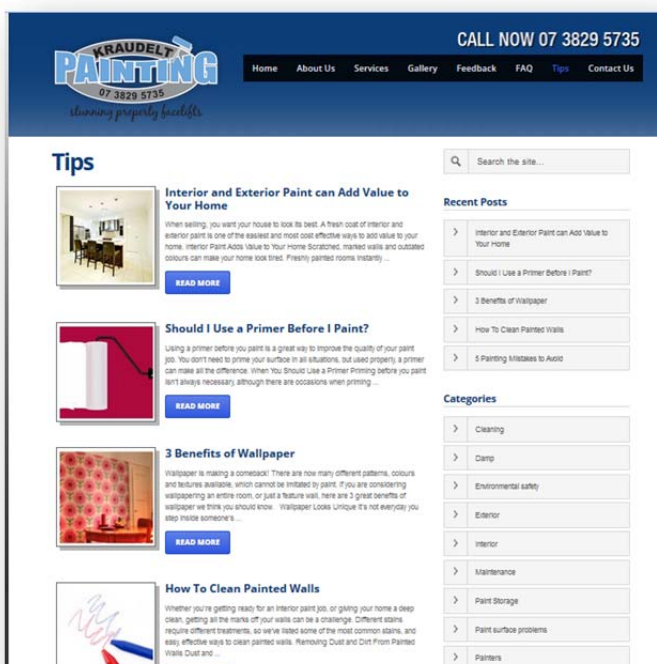 KRAUDELT
PAINTING
07 3829 5735
stunning property facelifts
CALL NOW 07 3829 5735
Home About Us Services Gallery Feedback FAQ Tips Contact Us
Tips
Interior and Exterior Paint can Add Value to
Your Home
When selling, you want your house to look its best. A fresh coat of interior and
exterior paint is one of the easiest and most cost effective ways to add value to your
home. Interior Paint Adds Value to Your Home Scratched, marked walls and outdated
colours can make your home look tired. Freshly painted rooms instantly ...
READ MORE
Should I Use a Primer Before I Paint?
Using a primer before you paint is a great way to improve the quality of your paint
job. You don't need to prime your surface in all situations, but used properly, a primer
can make all the difference. When You Should Use a Primer Priming before you paint
isn't always necessary, although there are occasions when priming ...
READ MORE
3 Benefits of Wallpaper
Wallpaper is making a comeback! There are now many different patterns, colours
and textures available, which cannot be imitated by paint. If you are considering
wallpapering an entire room, or just a feature wall, here are 3 great benefits of
wallpaper we think you should know. Wallpaper Looks Unique It's not everyday you
step inside someone's ...
READ MORE
How To Clean Painted Walls
Whether you're getting ready for an interior paint job, or giving your home a deep
clean, getting all the marks off your walls can be a challenge. Different stains
require different treatments, so we've listed some of the most common stains, and
easy, effective ways to clean painted walls. Removing Dust and Dirt From Painted
Walls Dust and ...
Search the site...
Recent Posts
Interior and Exterior Paint can Add Value to
Your Home
Should I Use a Primer Before I Paint?
3 Benefits of Wallpaper
How To Clean Painted Walls
5 Painting Mistakes to Avoid
Categories
Cleaning
Damp
Environmental safety
Exterior
Interior
Maintenance
Paint Storage
Paint surface problems
Painters